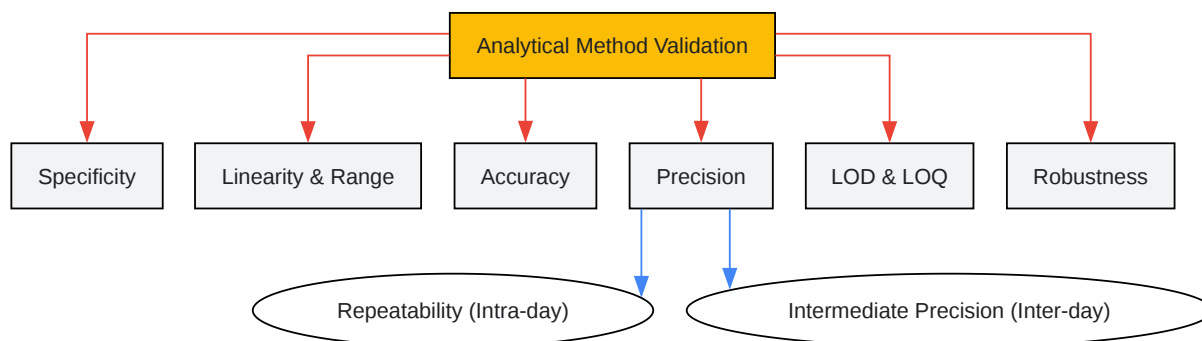 Analytical Method Validation
Specificity
Linearity & Range
Accuracy
Precision
LOD & LOQ
Robustness
Repeatability (Intra-day)
Intermediate Precision (Inter-day)